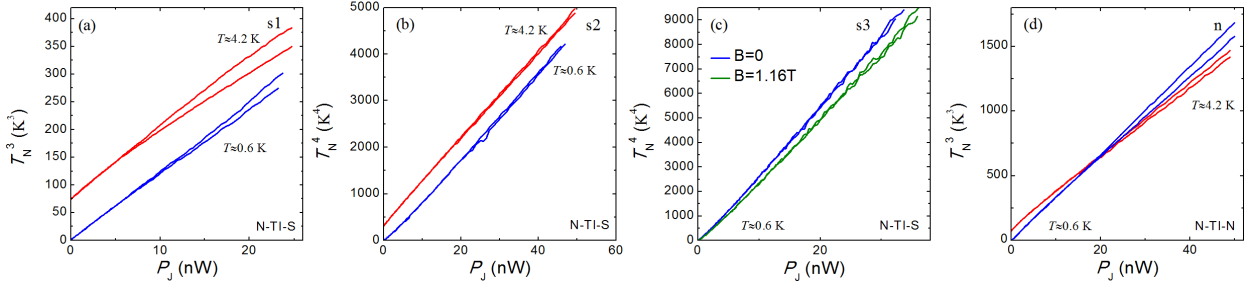 (a)
s1
T≈4.2 K
T≈0.6 K
N-TI-S
T_N^3 (K^3)
400
350
300
250
200
150
100
50
0
0 10 20
P_J (nW)
(b)
s2
T≈4.2 K
T≈0.6 K
N-TI-S
T_N^4 (K^4)
5000
4000
3000
2000
1000
0
0 20 40 60
P_J (nW)
(c)
s3
B=0
B=1.16T
T≈0.6 K
N-TI-S
T_N^4 (K^4)
9000
8000
7000
6000
5000
4000
3000
2000
1000
0
0 20
P_J (nW)
(d)
n
T≈4.2 K
T≈0.6 K
N-TI-N
T_N^3 (K^3)
1500
1000
500
0
0 20 40
P_J (nW)